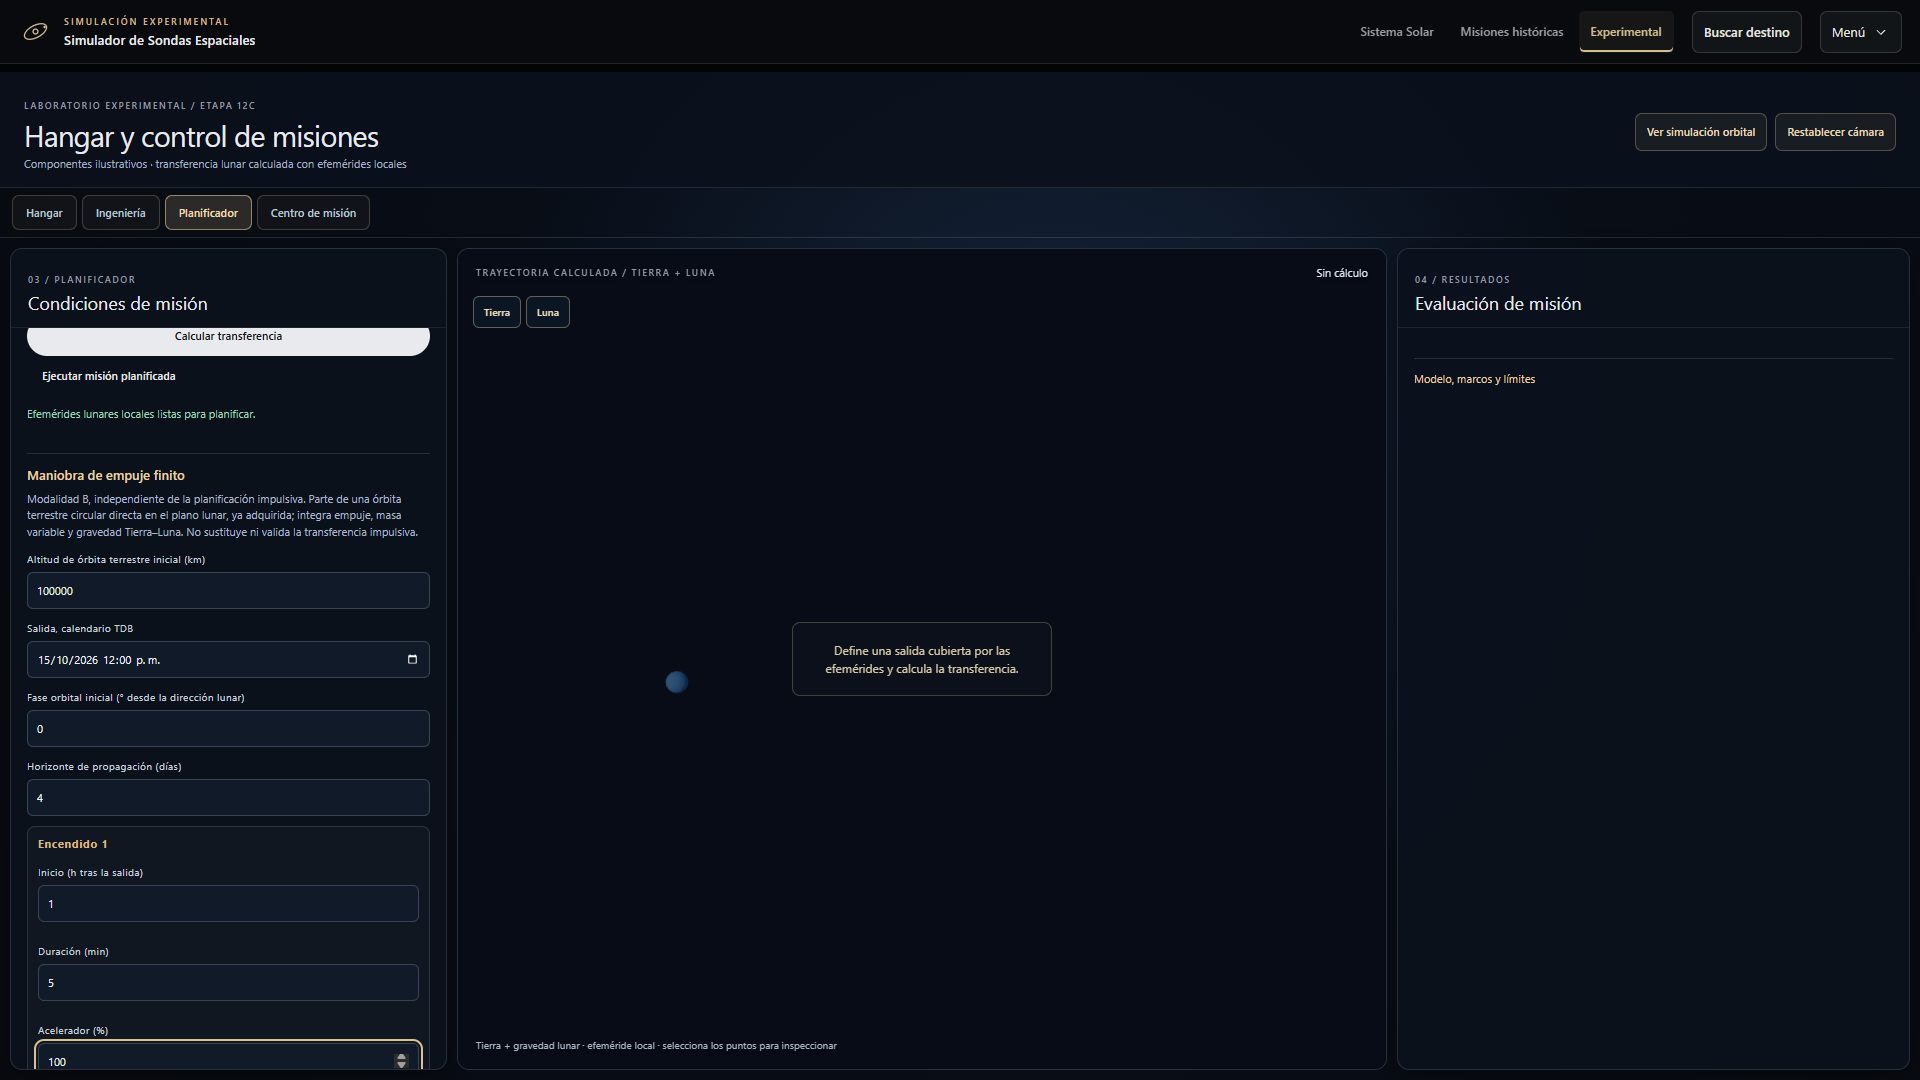 SIMULACIÓN EXPERIMENTAL
Simulador de Sondas Espaciales
Sistema Solar
Misiones históricas
Experimental
Buscar destino
Menú
LABORATORIO EXPERIMENTAL / ETAPA 12C
Hangar y control de misiones
Componentes ilustrativos · transferencia lunar calculada con efemérides locales
Ver simulación orbital
Restablecer cámara
Hangar
Ingeniería
Planificador
Centro de misión
03 / PLANIFICADOR
Condiciones de misión
Calcular transferencia
Ejecutar misión planificada
Efemérides lunares locales listas para planificar.
Maniobra de empuje finito
Modalidad B, independiente de la planificación impulsiva. Parte de una órbita
terrestre circular directa en el plano lunar, ya adquirida; integra empuje, masa
variable y gravedad Tierra–Luna. No sustituye ni valida la transferencia impulsiva.
Altitud de órbita terrestre inicial (km)
100000
Salida, calendario TDB
15/10/2026 12:00 p. m.
Fase orbital inicial (° desde la dirección lunar)
0
Horizonte de propagación (días)
4
Encendido 1
Inicio (h tras la salida)
1
Duración (min)
5
Acelerador (%)
100
TRAYECTORIA CALCULADA / TIERRA + LUNA
Sin cálculo
Tierra
Luna
Define una salida cubierta por las
efemérides y calcula la transferencia.
Tierra + gravedad lunar · efeméride local · selecciona los puntos para inspeccionar
04 / RESULTADOS
Evaluación de misión
Modelo, marcos y límites